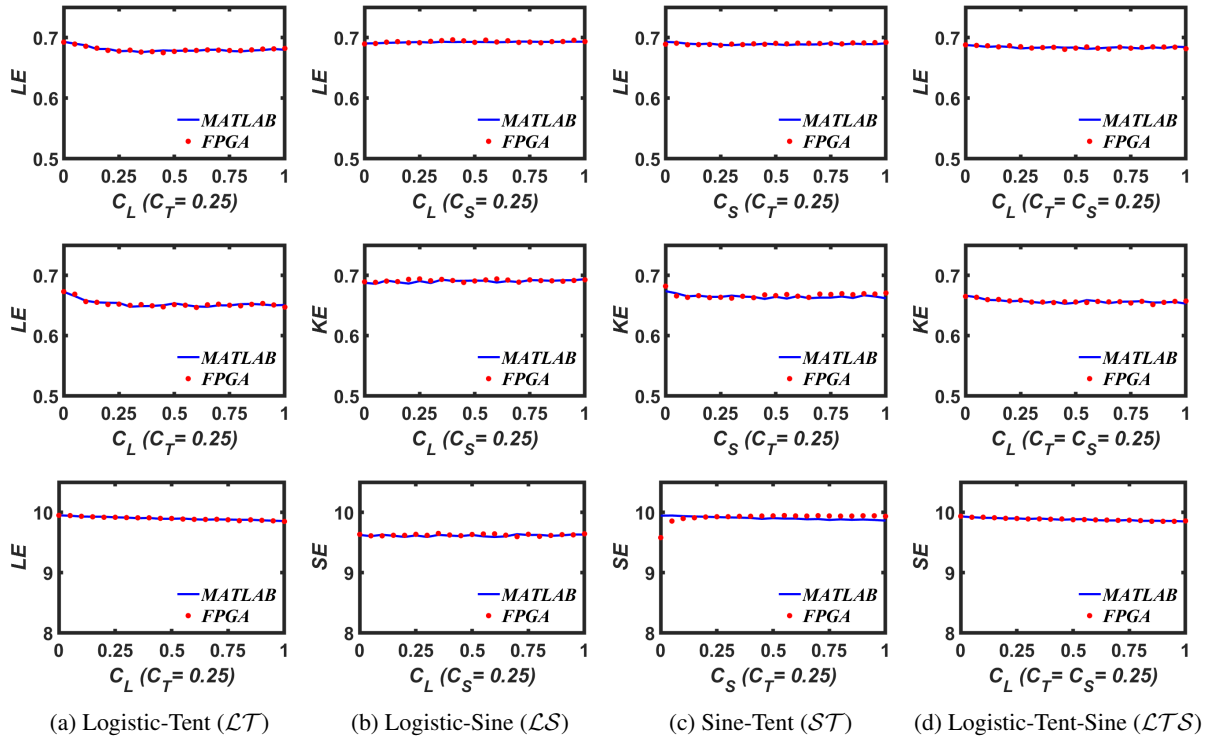 0.7 0.7 0.7 0.7
LE LE LE LE
0.6 0.6 0.6 0.6
MATLAB MATLAB MATLAB MATLAB
FPGA FPGA FPGA FPGA
0.5 0.5 0.5 0.5
0 0.25 0.5 0.75 1 0 0.25 0.5 0.75 1 0 0.25 0.5 0.75 1 0 0.25 0.5 0.75 1
C_L (C_T= 0.25) C_L (C_S= 0.25) C_S (C_T= 0.25) C_L (C_T= C_S= 0.25)
0.7 0.7 0.7 0.7
LE KE KE KE
0.6 0.6 0.6 0.6
MATLAB MATLAB MATLAB MATLAB
FPGA FPGA FPGA FPGA
0.5 0.5 0.5 0.5
0 0.25 0.5 0.75 1 0 0.25 0.5 0.75 1 0 0.25 0.5 0.75 1 0 0.25 0.5 0.75 1
C_L (C_T= 0.25) C_L (C_S= 0.25) C_S (C_T= 0.25) C_L (C_T= C_S= 0.25)
10 10 10 10
LE SE SE SE
9 9 9 9
MATLAB MATLAB MATLAB MATLAB
FPGA FPGA FPGA FPGA
8 8 8 8
0 0.25 0.5 0.75 1 0 0.25 0.5 0.75 1 0 0.25 0.5 0.75 1 0 0.25 0.5 0.75 1
C_L (C_T= 0.25) C_L (C_S= 0.25) C_S (C_T= 0.25) C_L (C_T= C_S= 0.25)
(a) Logistic-Tent (ℒ𝒯) (b) Logistic-Sine (ℒ𝒮) (c) Sine-Tent (𝒮𝒯) (d) Logistic-Tent-Sine (ℒ𝒯𝒮)